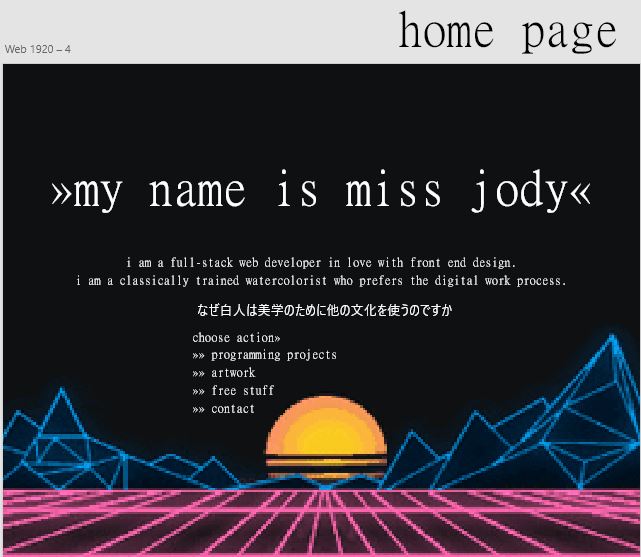 home page
Web 1920 – 4
»my name is miss jody«
i am a full-stack web developer in love with front end design.
i am a classically trained watercolorist who prefers the digital work process.
なぜ白人は美学のために他の文化を使うのですか
choose action»
»» programming projects
»» artwork
»» free stuff
»» contact